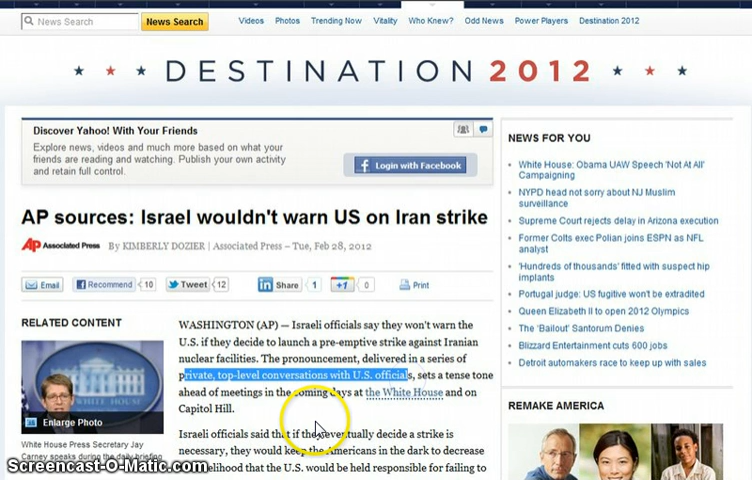 News Search
News Search
Videos
Photos
Trending Now
Vitality
Who Knew?
Odd News
Power Players
Destination 2012
DESTINATION 2012
Discover Yahoo! With Your Friends
Explore news, videos and much more based on what your
friends are reading and watching. Publish your own activity
and retain full control.
Login with Facebook
AP sources: Israel wouldn't warn US on Iran strike
AP Associated Press By KIMBERLY DOZIER | Associated Press – Tue, Feb 28, 2012
Email
Recommend 10
Tweet 12
in Share 1
+1 0
Print
RELATED CONTENT
Enlarge Photo
White House Press Secretary Jay
Carney speaks during the daily briefing
WASHINGTON (AP) — Israeli officials say they won't warn the
U.S. if they decide to launch a pre-emptive strike against Iranian
nuclear facilities. The pronouncement, delivered in a series of
private, top-level conversations with U.S. officials, sets a tense tone
ahead of meetings in the coming days at the White House and on
Capitol Hill.
Israeli officials said that if they eventually decide a strike is
necessary, they would keep the Americans in the dark to decrease
likelihood that the U.S. would be held responsible for failing to
NEWS FOR YOU
White House: Obama UAW Speech 'Not At All'
Campaigning
NYPD head not sorry about NJ Muslim
surveillance
Supreme Court rejects delay in Arizona execution
Former Colts exec Polian joins ESPN as NFL
analyst
'Hundreds of thousands' fitted with suspect hip
implants
Portugal judge: US fugitive won't be extradited
Queen Elizabeth II to open 2012 Olympics
The 'Bailout' Santorum Denies
Blizzard Entertainment cuts 600 jobs
Detroit automakers race to keep up with sales
REMAKE AMERICA
Screencast-O-Matic.com